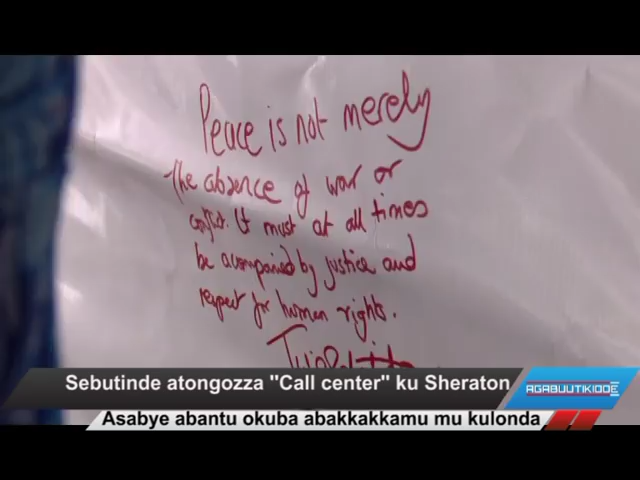 Peace is not merely
The absence of war or
conflict. It must at all times
be accompanied by justice and
respect for human rights.
Sebutinde atongozza "Call center" ku Sheraton
AGABUUTIKIDDE
Asabye abantu okuba abakkakkamu mu kulonda